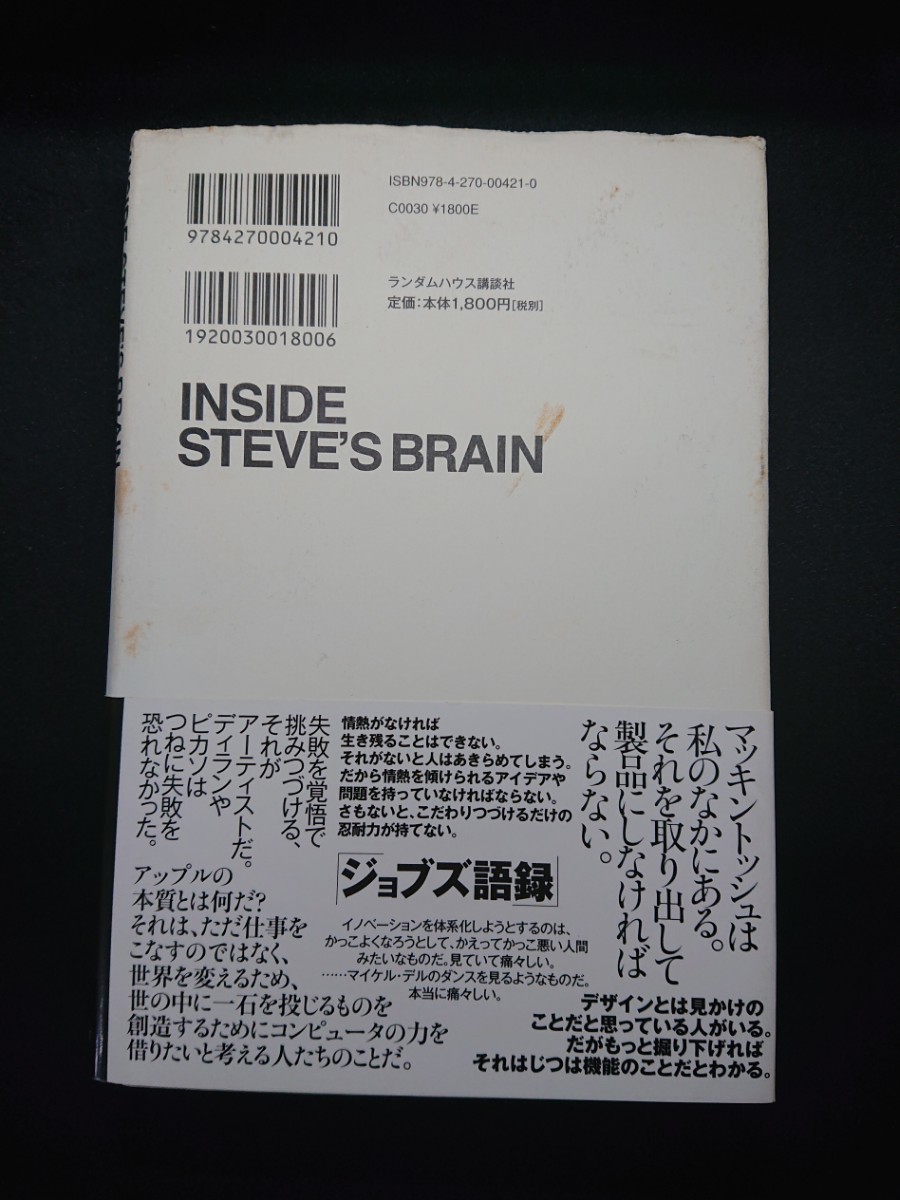 ISBN978-4-270-00421-0
C0030 ¥1800E
9784270004210
ランダムハウス講談社
定価:本体1,800円[税別]
1920030018006
INSIDE
STEVE'S BRAIN
INSIDE STEVE'S BRAIN
マッキントッシュは
私のなかにある。
それを取り出して
製品にしなければ
ならない。
情熱がなければ
生き残ることはできない。
それがないと人はあきらめてしまう。
だから情熱を傾けられるアイデアや
問題を持っていなければならない。
さもないと、こだわりつづけるだけの
忍耐力が持てない。
失敗を覚悟で
挑みつづける、
それが
アーティストだ。
ディランや
ピカソは
つねに失敗を
恐れなかった。
「ジョブズ語録」
イノベーションを体系化しようとするのは、
かっこよくなろうとして、かえってかっこ悪い人間
みたいなものだ。見ていて痛々しい。
……マイケル・デルのダンスを見るようなものだ。
本当に痛々しい。
アップルの
本質とは何だ?
それは、ただ仕事を
こなすのではなく、
世界を変えるため、
世の中に一石を投じるものを
創造するためにコンピュータの力を
借りたいと考える人たちのことだ。
デザインとは見かけの
ことだと思っている人がいる。
だがもっと掘り下げれば
それはじつは機能のことだとわかる。